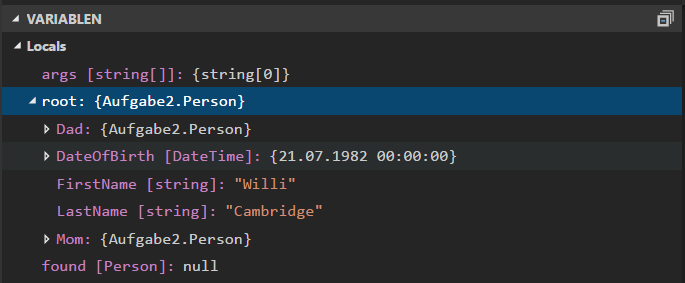 VARIABLEN
Locals
args [string[]]: {string[0]}
root: {Aufgabe2.Person}
Dad: {Aufgabe2.Person}
DateOfBirth [DateTime]: {21.07.1982 00:00:00}
FirstName [string]: "Willi"
LastName [string]: "Cambridge"
Mom: {Aufgabe2.Person}
found [Person]: null